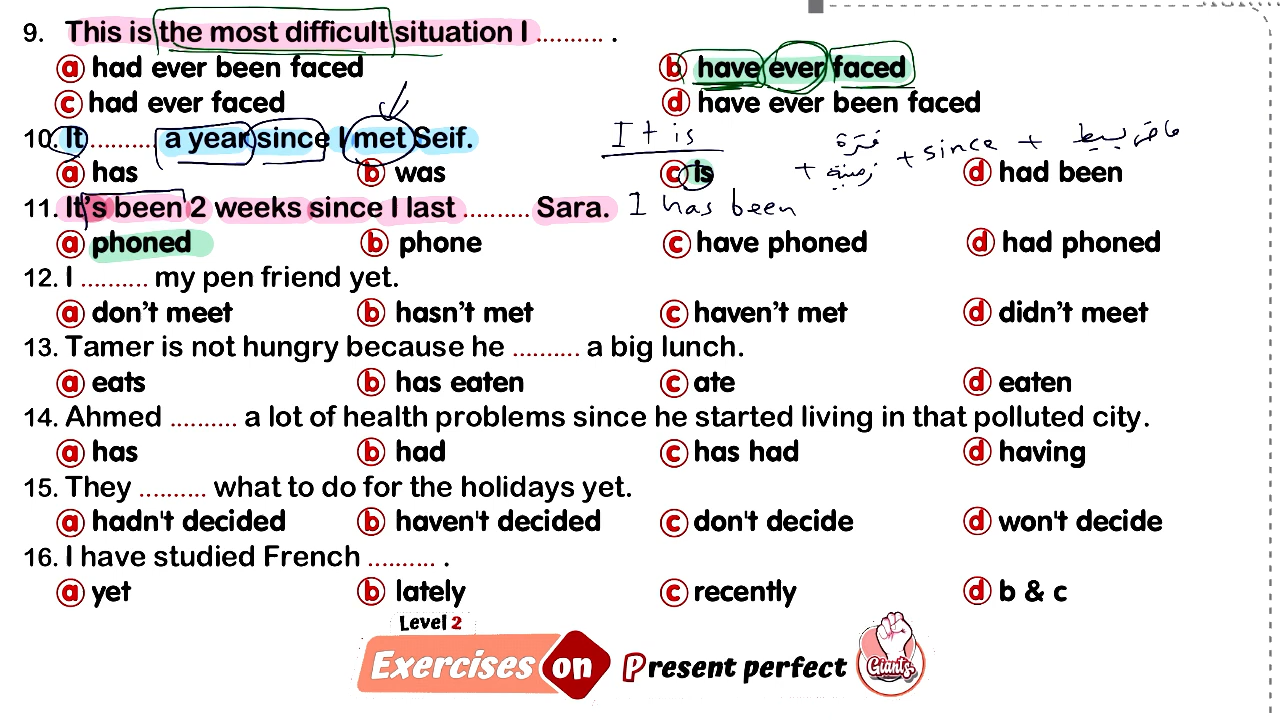 9. This is the most difficult situation I .......... .
ⓐ had ever been faced ⓑ have ever faced
ⓒ had ever faced ⓓ have ever been faced
10. It .......... a year since I met Seif. It is + فترة زمنية + since + ماضي بسيط
ⓐ has ⓑ was ⓒ is ⓓ had been
11. It's been 2 weeks since I last .......... Sara. I has been
ⓐ phoned ⓑ phone ⓒ have phoned ⓓ had phoned
12. I .......... my pen friend yet.
ⓐ don't meet ⓑ hasn't met ⓒ haven't met ⓓ didn't meet
13. Tamer is not hungry because he .......... a big lunch.
ⓐ eats ⓑ has eaten ⓒ ate ⓓ eaten
14. Ahmed .......... a lot of health problems since he started living in that polluted city.
ⓐ has ⓑ had ⓒ has had ⓓ having
15. They .......... what to do for the holidays yet.
ⓐ hadn't decided ⓑ haven't decided ⓒ don't decide ⓓ won't decide
16. I have studied French .......... .
ⓐ yet ⓑ lately ⓒ recently ⓓ b & c
Level 2
Exercises on Present perfect Giants